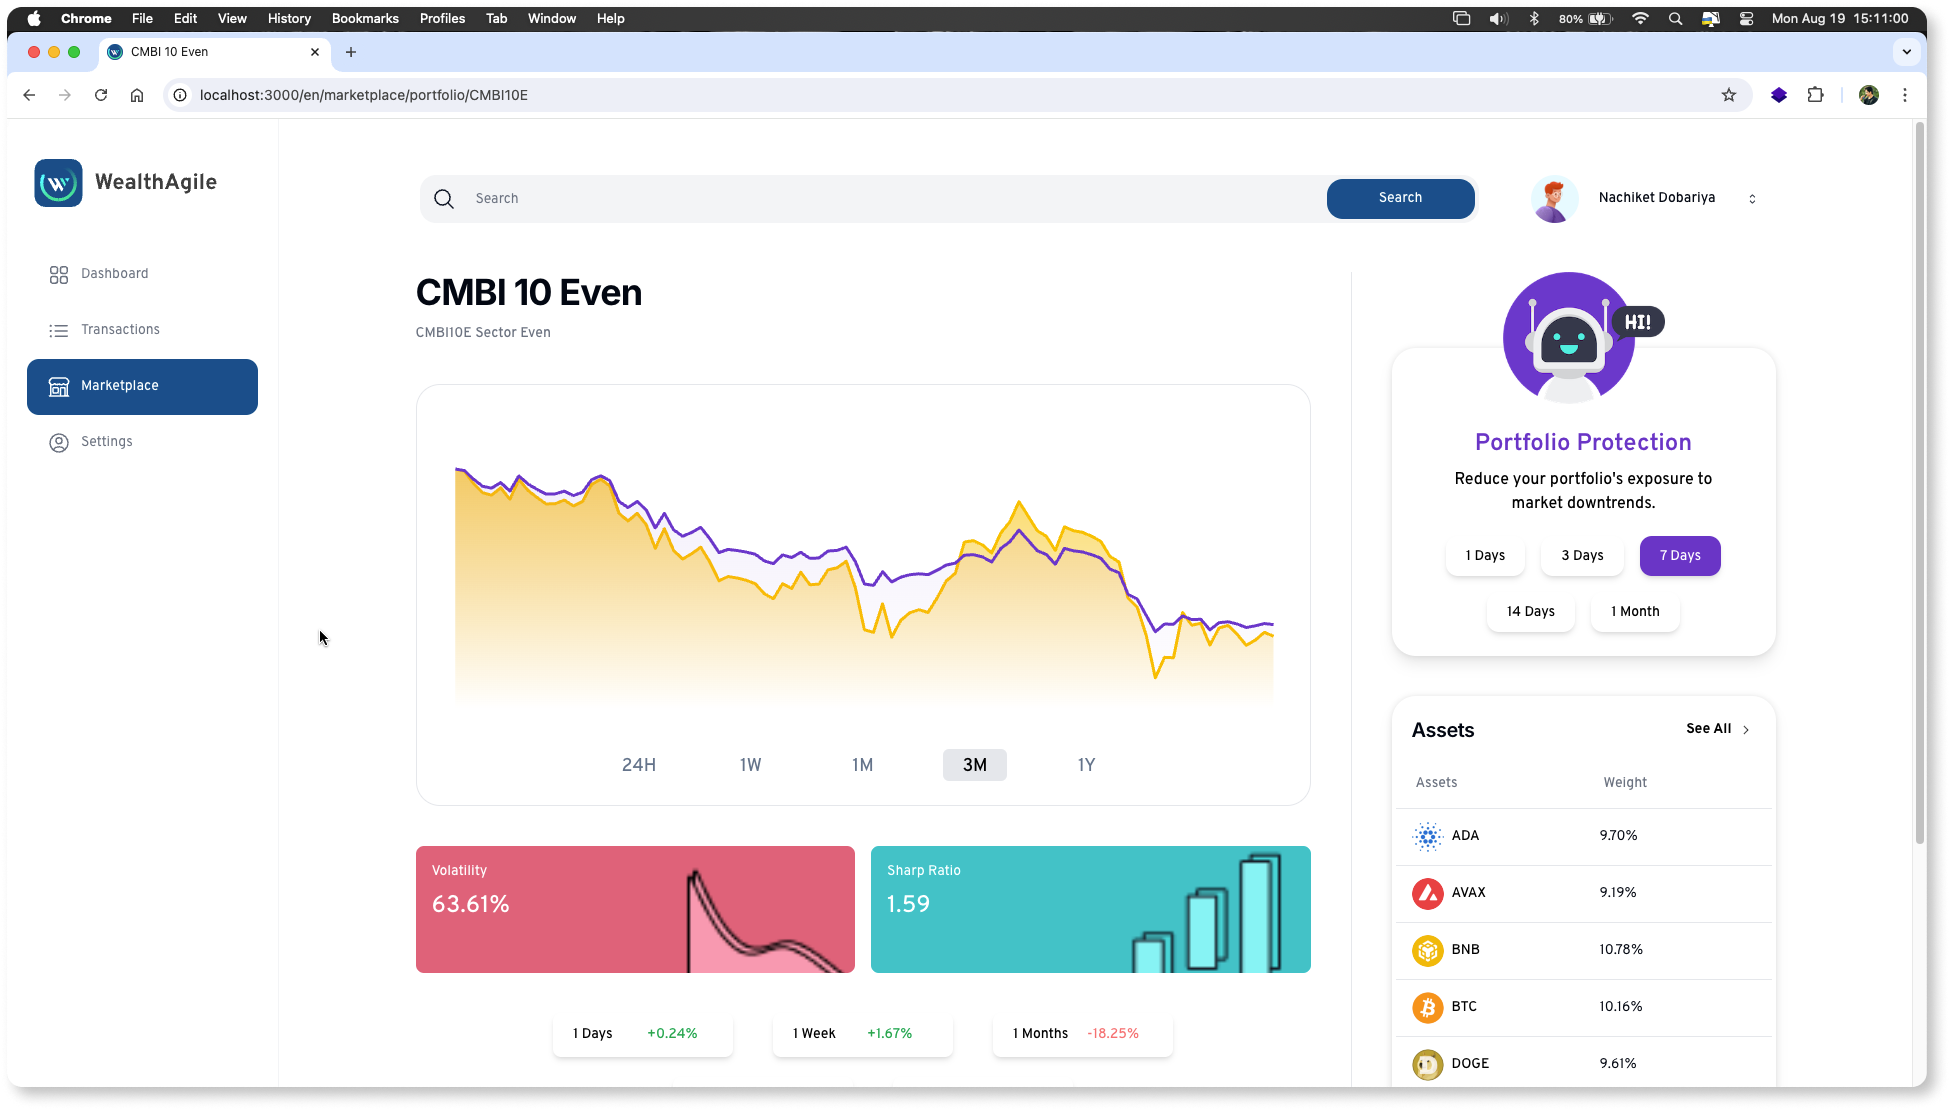 Chrome File Edit View History Bookmarks Profiles Tab Window Help 80% Mon Aug 19 15:11:00
CMBI 10 Even
localhost:3000/en/marketplace/portfolio/CMBI10E
WealthAgile
Search
Search
Nachiket Dobariya
Dashboard
Transactions
Marketplace
Settings
CMBI 10 Even
CMBI10E Sector Even
24H 1W 1M 3M 1Y
Volatility
63.61%
Sharp Ratio
1.59
1 Days +0.24%
1 Week +1.67%
1 Months -18.25%
HI!
Portfolio Protection
Reduce your portfolio's exposure to
market downtrends.
1 Days 3 Days 7 Days
14 Days 1 Month
Assets See All
Assets Weight
ADA 9.70%
AVAX 9.19%
BNB 10.78%
BTC 10.16%
DOGE 9.61%